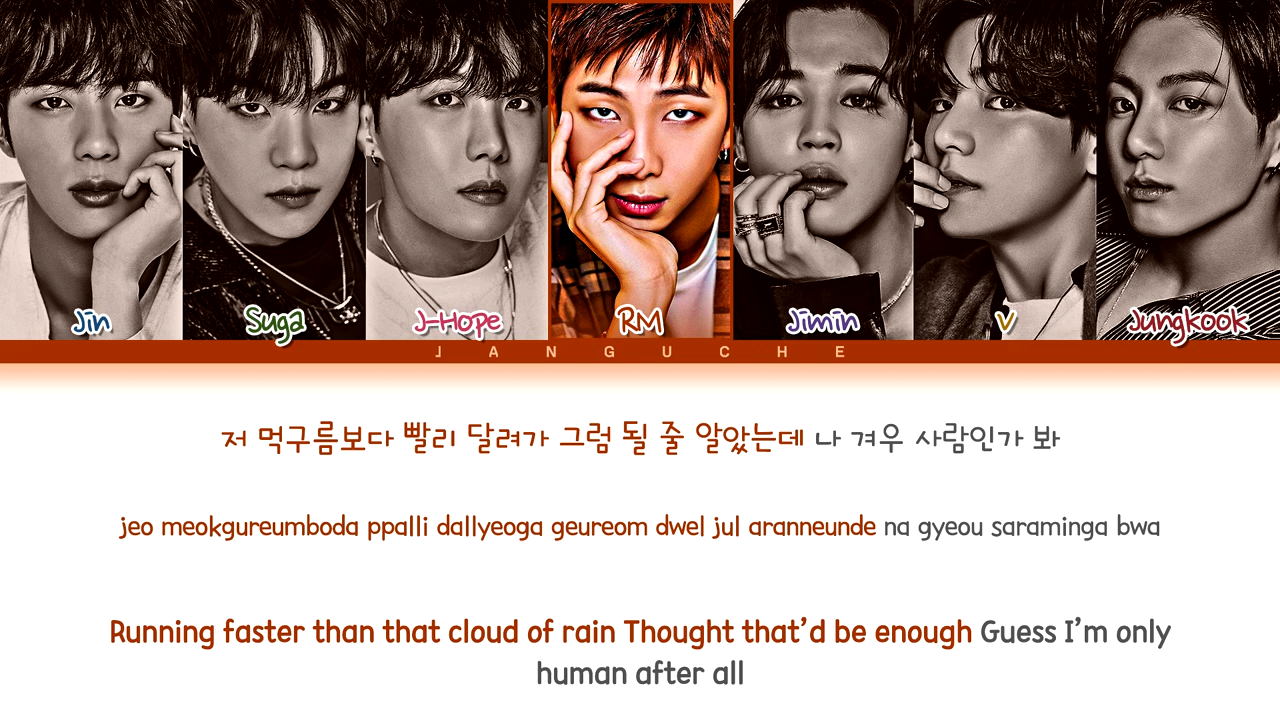 Jin
Suga
J-Hope
RM
Jimin
V
Jungkook
JANGUCHE
저 먹구름보다 빨리 달려가 그럼 될 줄 알았는데 나 겨우 사람인가 봐
jeo meokgureumboda ppalli dallyeoga geureom dwel jul aranneunde na gyeou saraminga bwa
Running faster than that cloud of rain Thought that’d be enough Guess I’m only
human after all